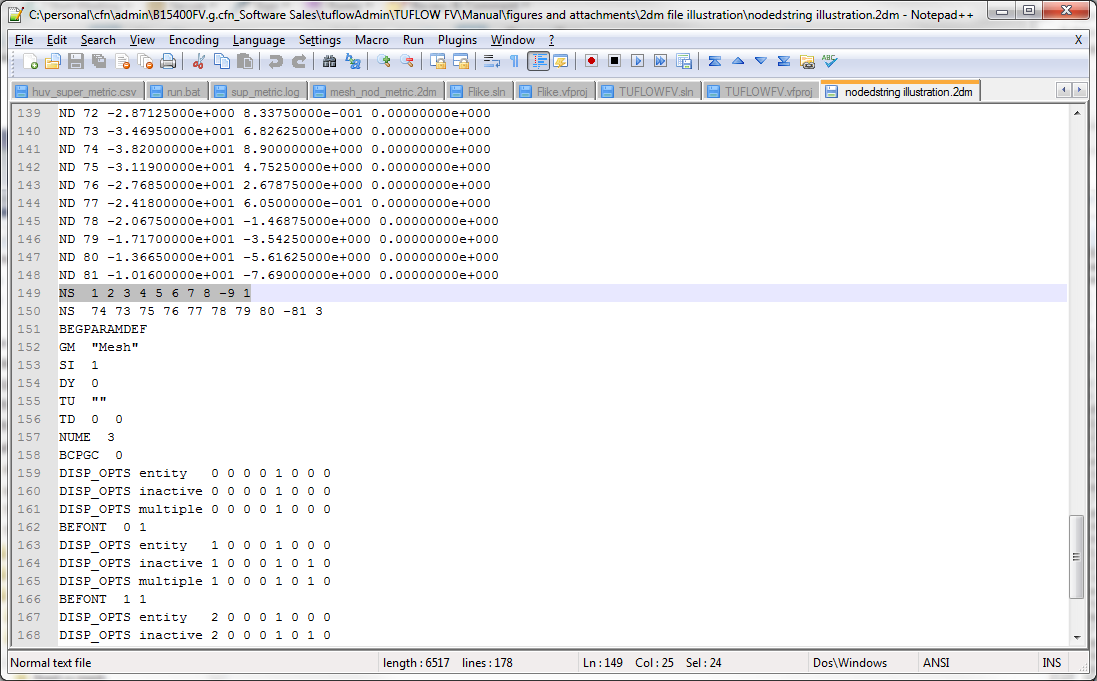 C:\personal\cfn\admin\B15400FV.g.cfn_Software Sales\tuflowAdmin\TUFLOW FV\Manual\figures and attachments\2dm file illustration\nodedstring illustration.2dm - Notepad++
File Edit Search View Encoding Language Settings Macro Run Plugins Window ? X
huv_super_metric.csv run.bat sup_metric.log mesh_nod_metric.2dm Flike.sln Flike.vfproj TUFLOWFV.sln TUFLOWFV.vfproj nodedstring illustration.2dm
139 ND 72 -2.87125000e+000 8.33750000e-001 0.00000000e+000
140 ND 73 -3.46950000e+001 6.82625000e+000 0.00000000e+000
141 ND 74 -3.82000000e+001 8.90000000e+000 0.00000000e+000
142 ND 75 -3.11900000e+001 4.75250000e+000 0.00000000e+000
143 ND 76 -2.76850000e+001 2.67875000e+000 0.00000000e+000
144 ND 77 -2.41800000e+001 6.05000000e-001 0.00000000e+000
145 ND 78 -2.06750000e+001 -1.46875000e+000 0.00000000e+000
146 ND 79 -1.71700000e+001 -3.54250000e+000 0.00000000e+000
147 ND 80 -1.36650000e+001 -5.61625000e+000 0.00000000e+000
148 ND 81 -1.01600000e+001 -7.69000000e+000 0.00000000e+000
149 NS 1 2 3 4 5 6 7 8 -9 1
150 NS 74 73 75 76 77 78 79 80 -81 3
151 BEGPARAMDEF
152 GM "Mesh"
153 SI 1
154 DY 0
155 TU ""
156 TD 0 0
157 NUME 3
158 BCPGC 0
159 DISP_OPTS entity 0 0 0 0 1 0 0 0
160 DISP_OPTS inactive 0 0 0 0 1 0 0 0
161 DISP_OPTS multiple 0 0 0 0 1 0 0 0
162 BEFONT 0 1
163 DISP_OPTS entity 1 0 0 0 1 0 0 0
164 DISP_OPTS inactive 1 0 0 0 1 0 1 0
165 DISP_OPTS multiple 1 0 0 0 1 0 1 0
166 BEFONT 1 1
167 DISP_OPTS entity 2 0 0 0 1 0 0 0
168 DISP_OPTS inactive 2 0 0 0 1 0 1 0
Normal text file length : 6517 lines : 178 Ln : 149 Col : 25 Sel : 24 Dos\Windows ANSI INS